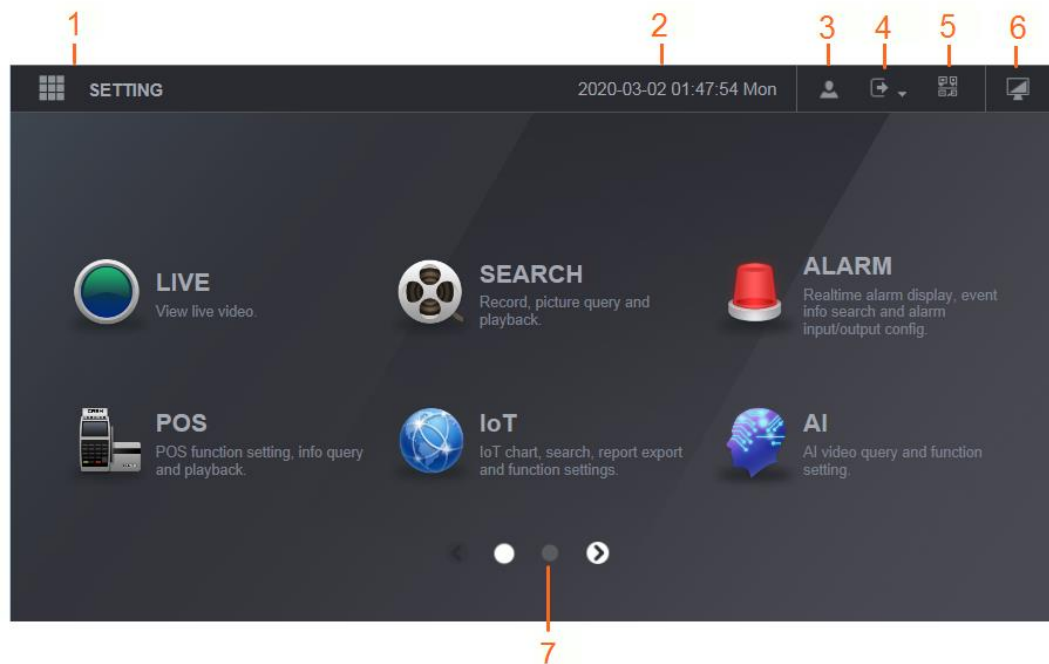 1
2
3
4
5
6
SETTING
2020-03-02 01:47:54 Mon
LIVE
View live video.
SEARCH
Record, picture query and
playback.
ALARM
Realtime alarm display, event
info search and alarm
input/output config.
POS
POS function setting, info query
and playback.
IoT
IoT chart, search, report export
and function settings.
AI
AI video query and function
setting.
7